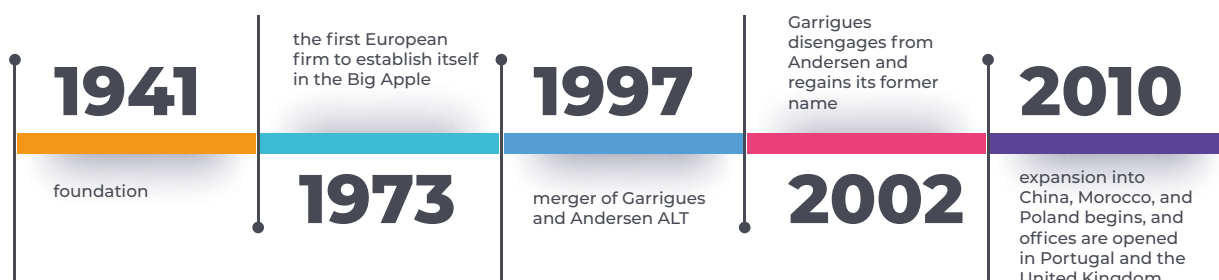 1941
foundation
the first European
firm to establish itself
in the Big Apple
1973
1997
merger of Garrigues
and Andersen ALT
Garrigues
disengages from
Andersen and
regains its former
name
2002
2010
expansion into
China, Morocco, and
Poland begins, and
offices are opened
in Portugal and the
United Kingdom